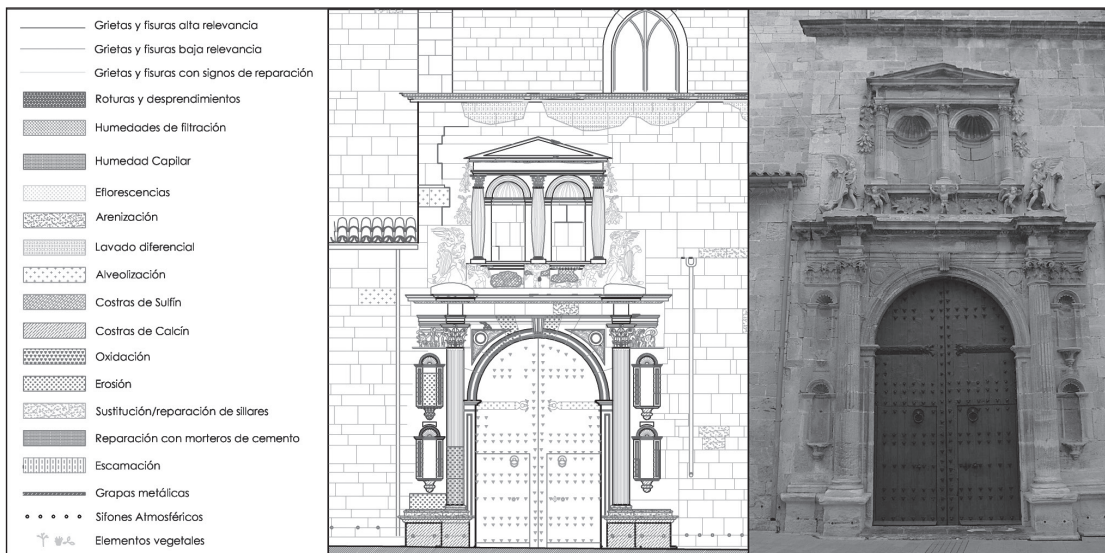 Grietas y fisuras alta relevancia
Grietas y fisuras baja relevancia
Grietas y fisuras con signos de reparación
Roturas y desprendimientos
Humedades de filtración
Humedad Capilar
Eflorescencias
Arenización
Lavado diferencial
Alveolización
Costras de Sulfín
Costras de Calcín
Oxidación
Erosión
Sustitución/reparación de sillares
Reparación con morteros de cemento
Escamación
Grapas metálicas
Sifones Atmosféricos
Elementos vegetales